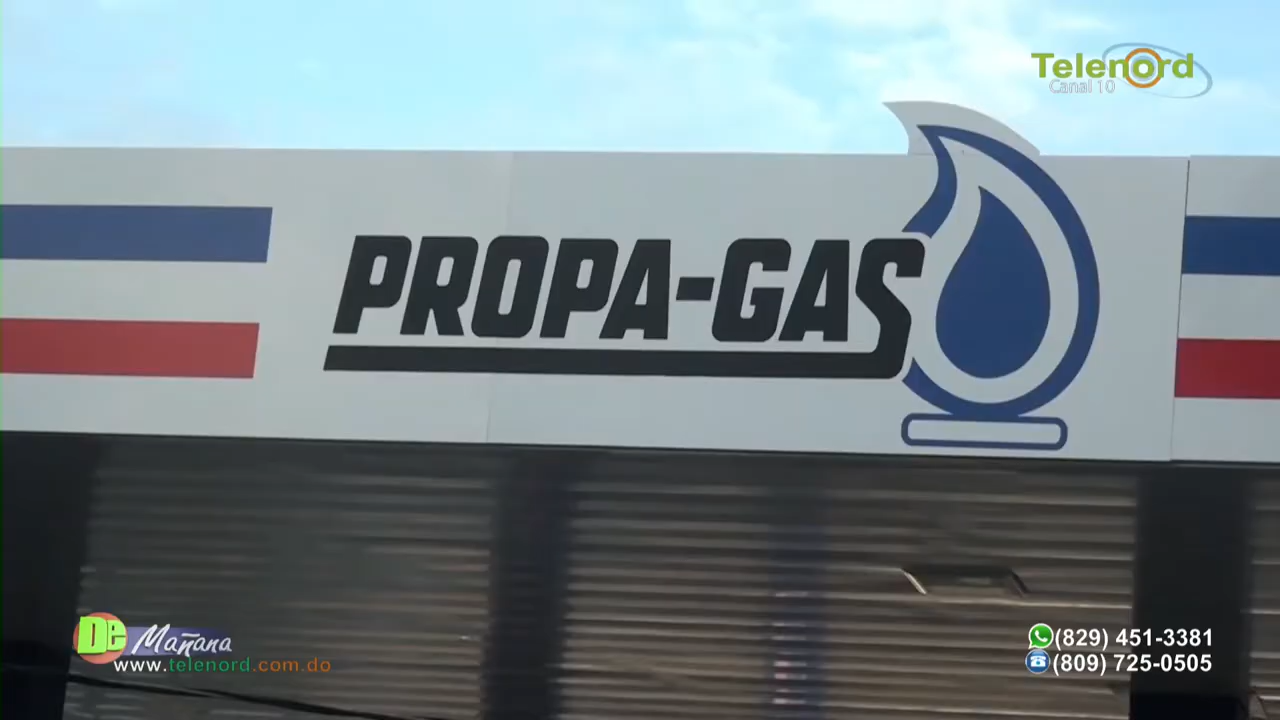 Telenord
Canal 10
PROPA-GAS
De Mañana
www.telenord.com.do
(829) 451-3381
(809) 725-0505